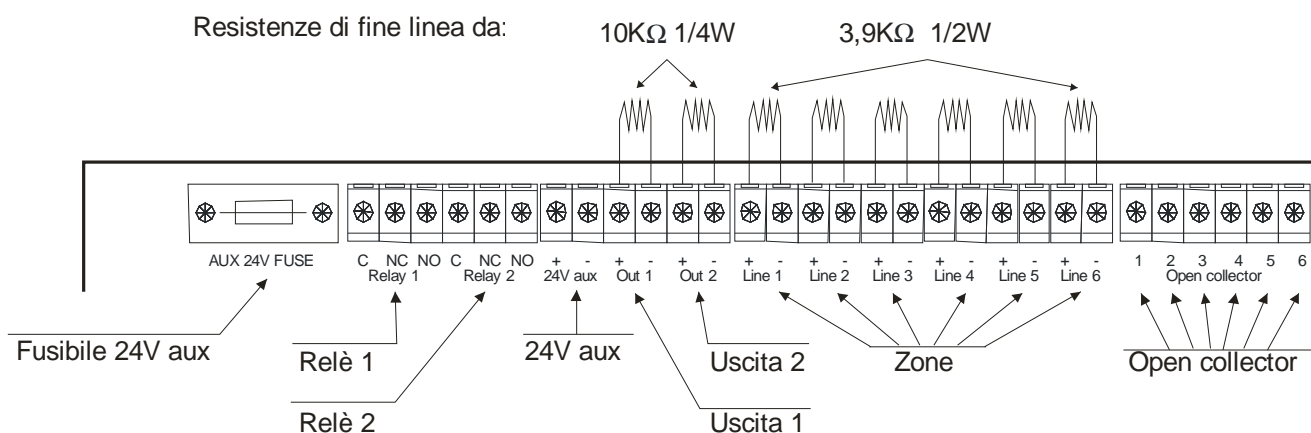 Resistenze di fine linea da: 10KΩ 1/4W 3,9KΩ 1/2W
AUX 24V FUSE C NC NO C NC NO + - + - + - + - + - + - + - + - + - 1 2 3 4 5 6
Relay 1 Relay 2 24V aux Out 1 Out 2 Line 1 Line 2 Line 3 Line 4 Line 5 Line 6 Open collector
Fusibile 24V aux Relè 1 24V aux Uscita 2 Zone Open collector
Relè 2 Uscita 1